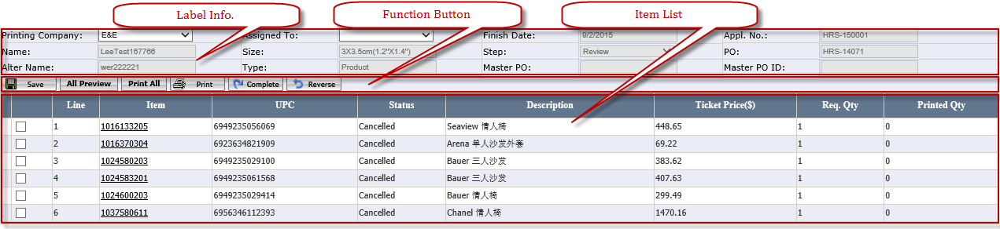 Label Info. Function Button Item List
Printing Company: E&E Assigned To: Finish Date: 9/2/2015 Appl. No.: HRS-150001
Name: LeeTest167766 Size: 3X3.5cm(1.2"X1.4") Step: Review PO: HRS-14071
Alter Name: wer222221 Type: Product Master PO: Master PO ID:
Save All Preview Print All Print Complete Reverse
Line Item UPC Status Description Ticket Price($) Req. Qty Printed Qty
1 1016133205 6949235056069 Cancelled Seaview 情人椅 448.65 1 0
2 1016370304 6923634821909 Cancelled Arena 单人沙发外套 69.22 1 0
3 1024580203 6949235029100 Cancelled Bauer 三人沙发 383.62 1 0
4 1024583201 6949235061568 Cancelled Bauer 三人沙发 407.63 1 0
5 1024600203 6949235029414 Cancelled Bauer 情人椅 299.49 1 0
6 1037580611 6956346112393 Cancelled Chanel 情人椅 1470.16 1 0